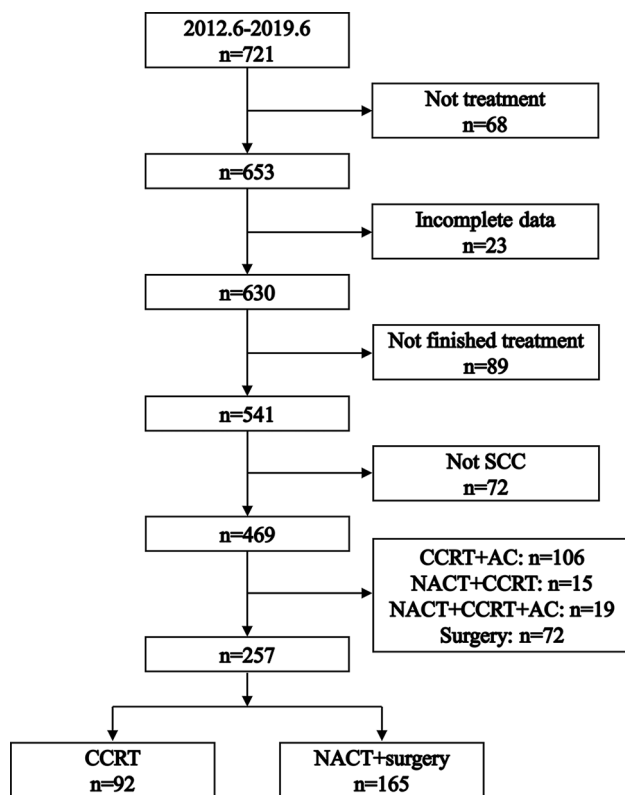 2012.6-2019.6
n=721
Not treatment
n=68
n=653
Incomplete data
n=23
n=630
Not finished treatment
n=89
n=541
Not SCC
n=72
n=469
CCRT+AC: n=106
NACT+CCRT: n=15
NACT+CCRT+AC: n=19
Surgery: n=72
n=257
CCRT
n=92
NACT+surgery
n=165